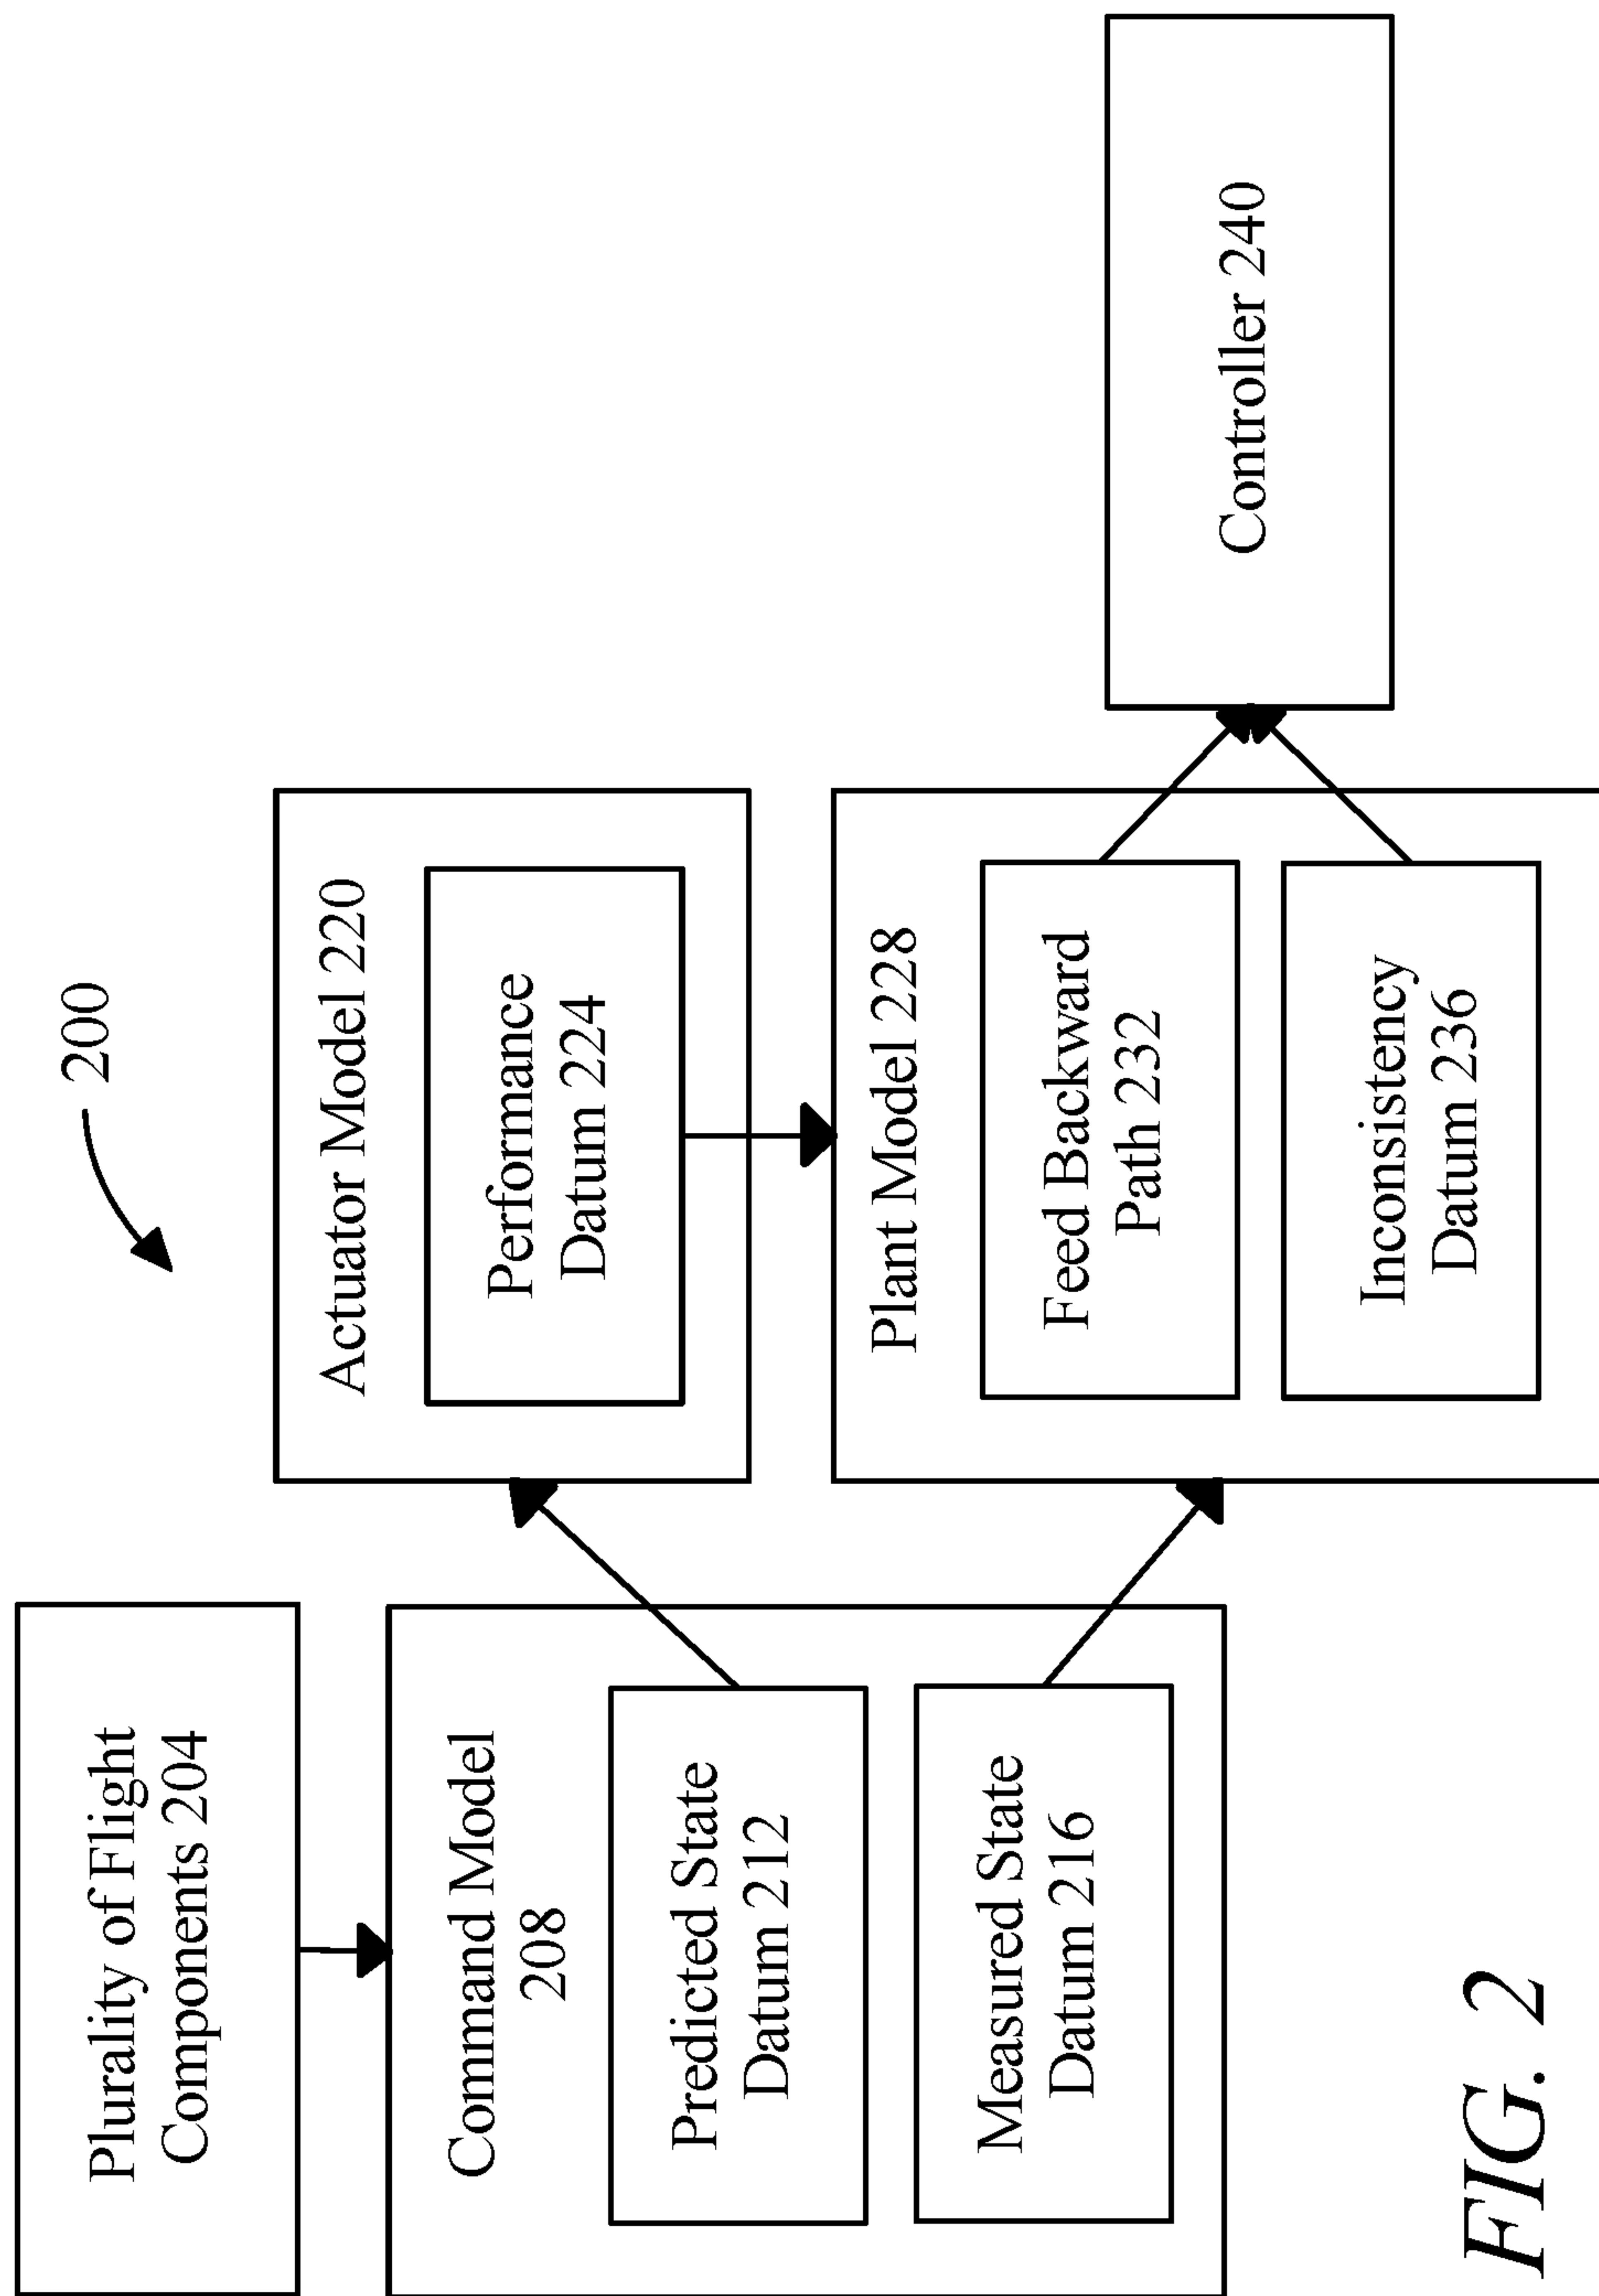 200
Plurality of Flight
Components 204
Command Model
208
Predicted State
Datum 212
Measured State
Datum 216
Actuator Model 220
Performance
Datum 224
Plant Model 228
Feed Backward
Path 232
Inconsistency
Datum 236
Controller 240
FIG. 2